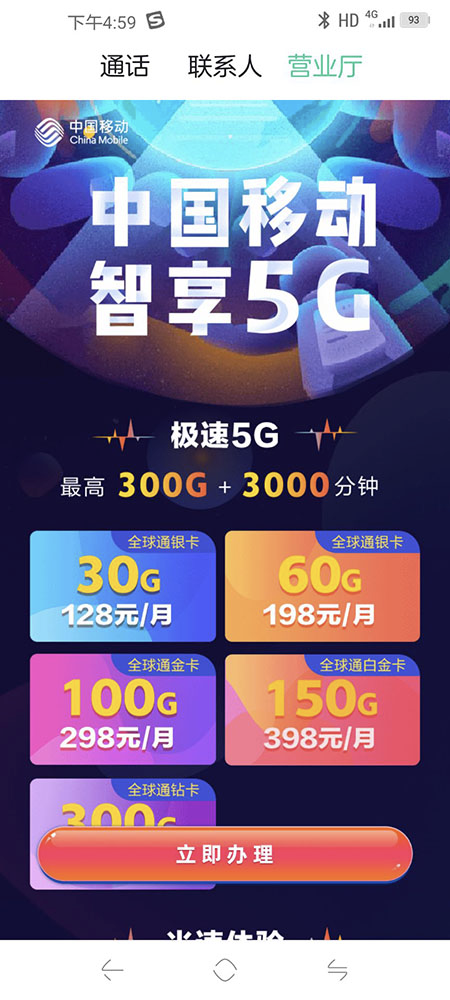 下午4:59
HD 4G 93
通话 联系人 营业厅
中国移动
China Mobile
中国移动
智享5G
极速5G
最高 300G + 3000分钟
全球通银卡
30G
128元/月
全球通银卡
60G
198元/月
全球通金卡
100G
298元/月
全球通白金卡
150G
398元/月
全球通钻卡
300G
立即办理
光速体验